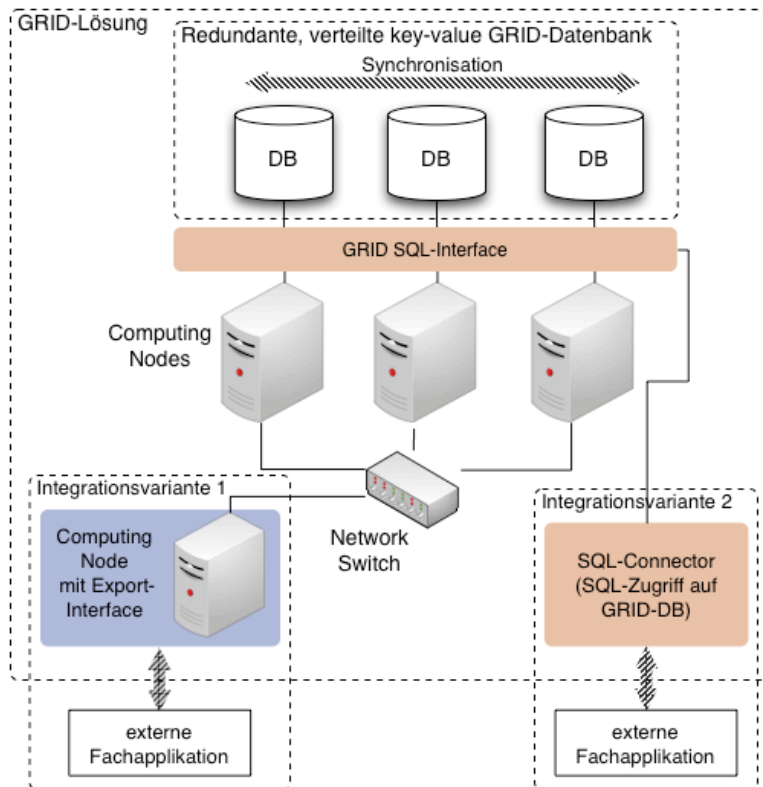 GRID-Lösung
Redundante, verteilte key-value GRID-Datenbank
Synchronisation
DB
DB
DB
GRID SQL-Interface
Computing
Nodes
Integrationsvariante 1
Computing
Node
mit Export-
Interface
Network
Switch
Integrationsvariante 2
SQL-Connector
(SQL-Zugriff auf
GRID-DB)
externe
Fachapplikation
externe
Fachapplikation